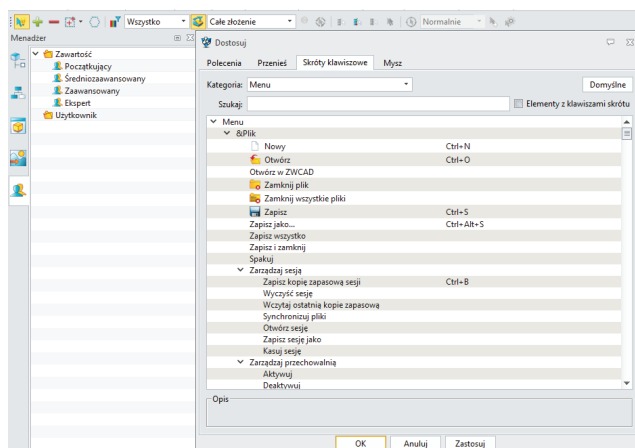 Wszystko
Całe złożenie
Normalnie
Menadżer
Zawartość
Początkujący
Średniozaawansowany
Zaawansowany
Ekspert
Użytkownik
Dostosuj
Polecenia Przenieś Skróty klawiszowe Mysz
Kategoria: Menu Domyślne
Szukaj: Elementy z klawiszami skrótu
Menu
&Plik
Nowy Ctrl+N
Otwórz Ctrl+O
Otwórz w ZWCAD
Zamknij plik
Zamknij wszystkie pliki
Zapisz Ctrl+S
Zapisz jako... Ctrl+Alt+S
Zapisz wszystko
Zapisz i zamknij
Spakuj
Zarządzaj sesją
Zapisz kopię zapasową sesji Ctrl+B
Wyczyść sesję
Wczytaj ostatnią kopie zapasową
Synchronizuj pliki
Otwórz sesję
Zapisz sesję jako
Kasuj sesję
Zarządzaj przechowalnią
Aktywuj
Deaktywuj
Opis
OK Anuluj Zastosuj